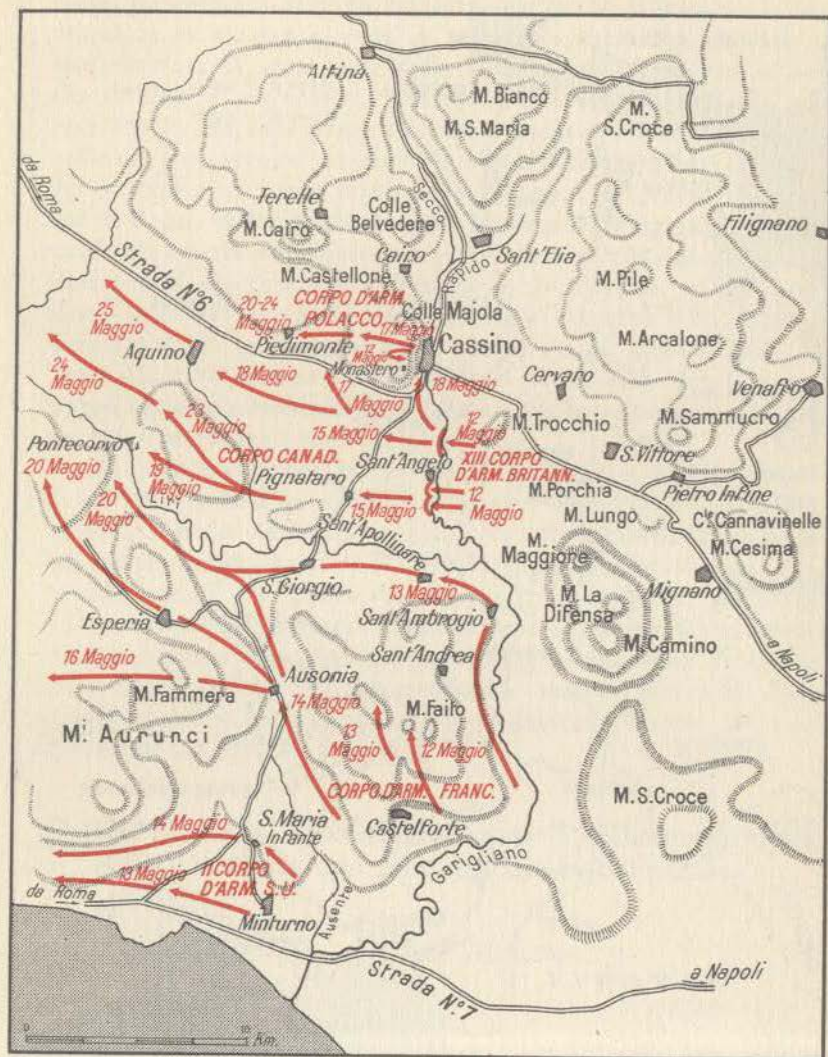 Attina
M. Bianco
M. S. Maria
M.
S. Croce
da Roma
Terelle
M. Cairo
Colle
Belvedere
Secco
Filignano
Strada Nº6
Cairo
Rapido
Sant'Elia
M. Castellone
M. Pile
25
Maggio
20-24
Maggio
CORPO D'ARM.
POLACCO
Colle Majola
17 Maggio
12
Maggio
M. Arcalone
Aquino
Piedimonte
Monastero
Cassino
24
Maggio
18 Maggio
17
Maggio
18
Cervaro
Venafro
23
Maggio
15 Maggio
12
Maggio
M. Trocchio
M. Sammucro
Pontecorvo
20 Maggio
CORPO CANAD.
Sant'Angelo
XIII CORPO
D'ARM. BRITANN.
S. Vittore
19
Maggio
Pignataro
M. Porchia
Pietro Infine
20
Maggio
Liri
15
Maggio
12
Maggio
M. Lungo
Cle Cannavinelle
M. Cesima
Sant'Apollinare
M.
Maggiore
Mignano
S. Giorgio
13 Maggio
M. La
Difensa
Esperia
Sant'Ambrogio
M. Camino
a Napoli
Sant'Andrea
16 Maggio
Ausonia
M. Fammera
14 Maggio
M. Faito
Mi Aurunci
13
Maggio
12 Maggio
CORPO D'ARM. FRANC.
M. S. Croce
14 Maggio
S. Maria
Infante
Castelforte
Garigliano
13 Maggio
II CORPO
D'ARM. S. U.
da Roma
Minturno
Ausente
Strada Nº7
a Napoli
0 10
Km.